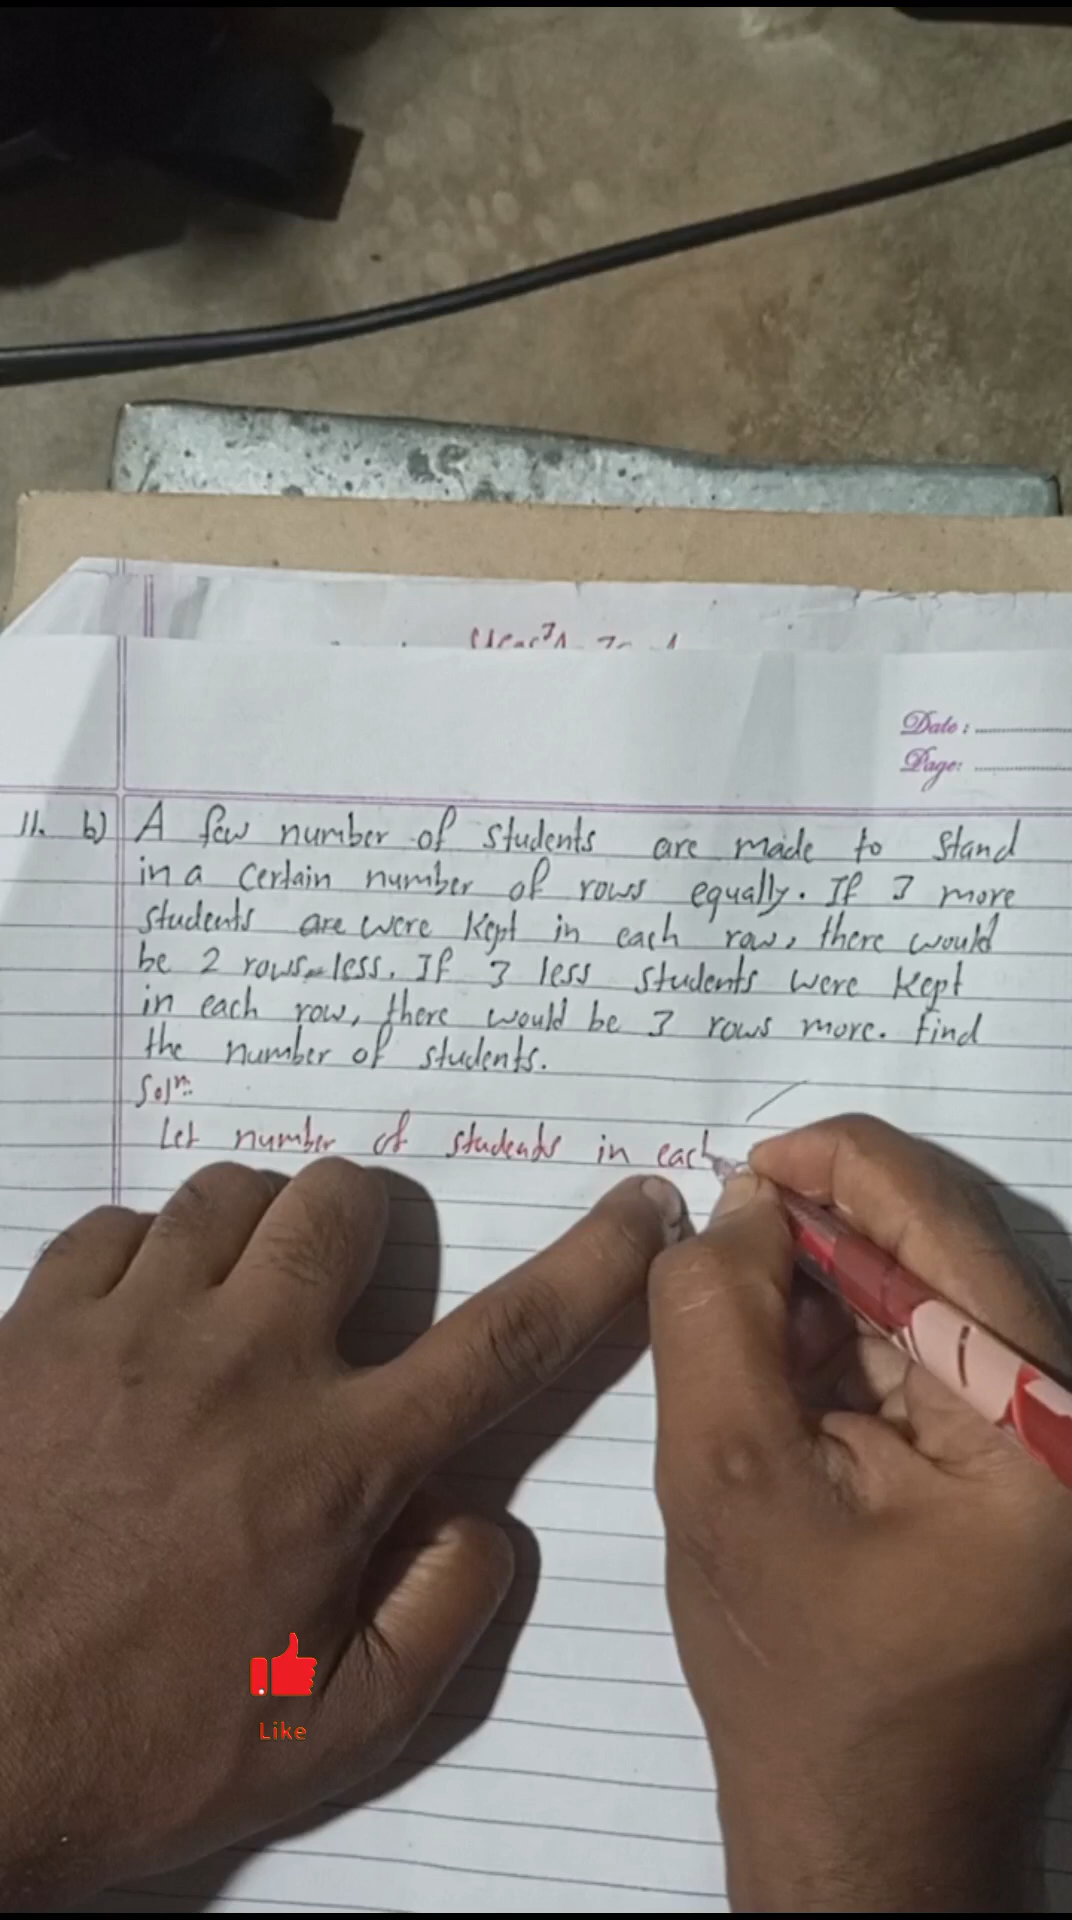 Date :
Page:
11. b) A few number of students are made to stand
in a certain number of rows equally. If 3 more
students are were kept in each row, there would
be 2 rows less. If 3 less students were kept
in each row, there would be 3 rows more. find
the number of students.
Solⁿ:
Let number of students in each
Like